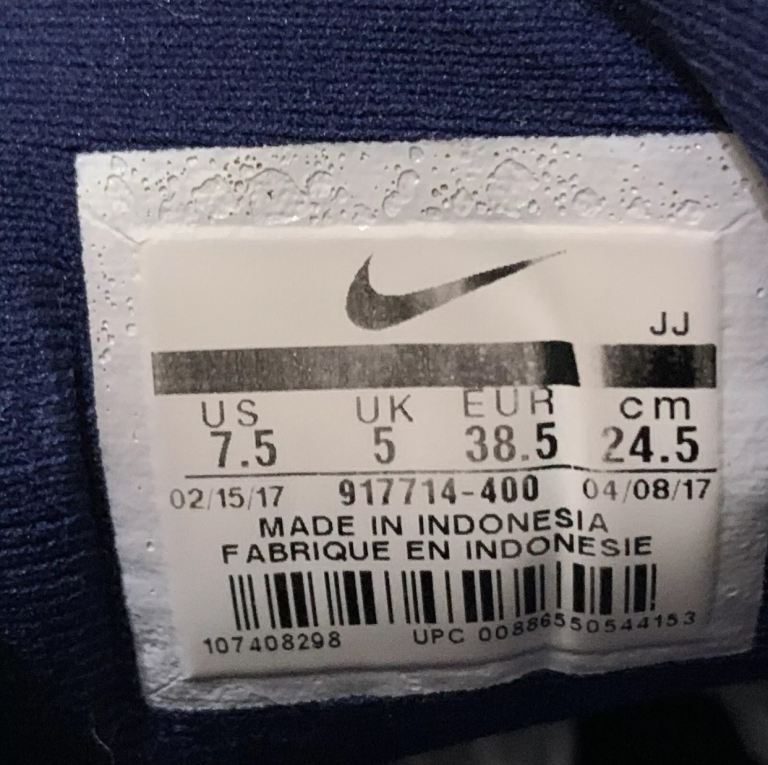 JJ
US UK EUR cm
7.5 5 38.5 24.5
02/15/17 917714-400 04/08/17
MADE IN INDONESIA
FABRIQUE EN INDONESIE
107408298 UPC 00886550544153